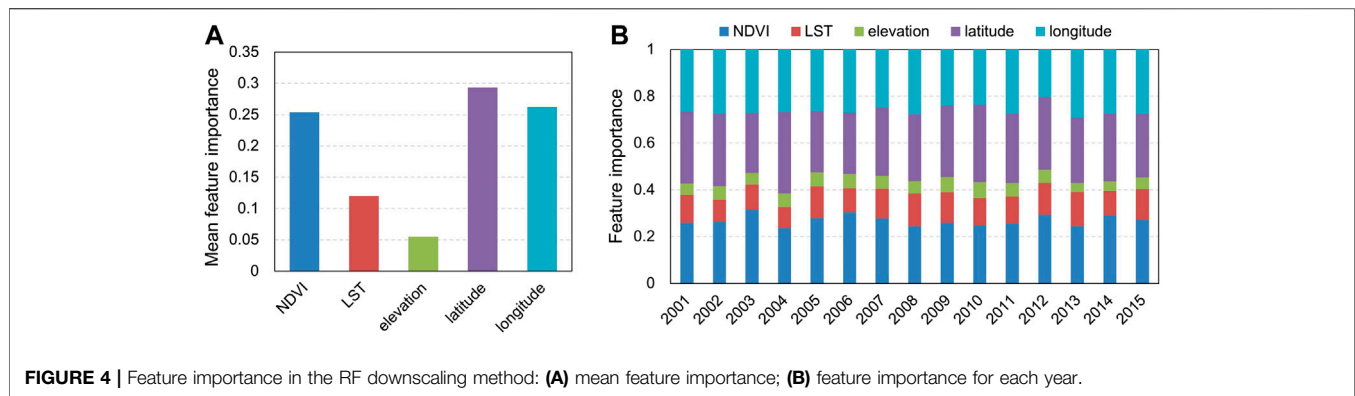 A
Mean feature importance
0.35
0.3
0.25
0.2
0.15
0.1
0.05
0
NDVI
LST
elevation
latitude
longitude
B
NDVI LST elevation latitude longitude
Feature importance
1
0.8
0.6
0.4
0.2
0
2001
2002
2003
2004
2005
2006
2007
2008
2009
2010
2011
2012
2013
2014
2015
FIGURE 4 | Feature importance in the RF downscaling method: (A) mean feature importance; (B) feature importance for each year.